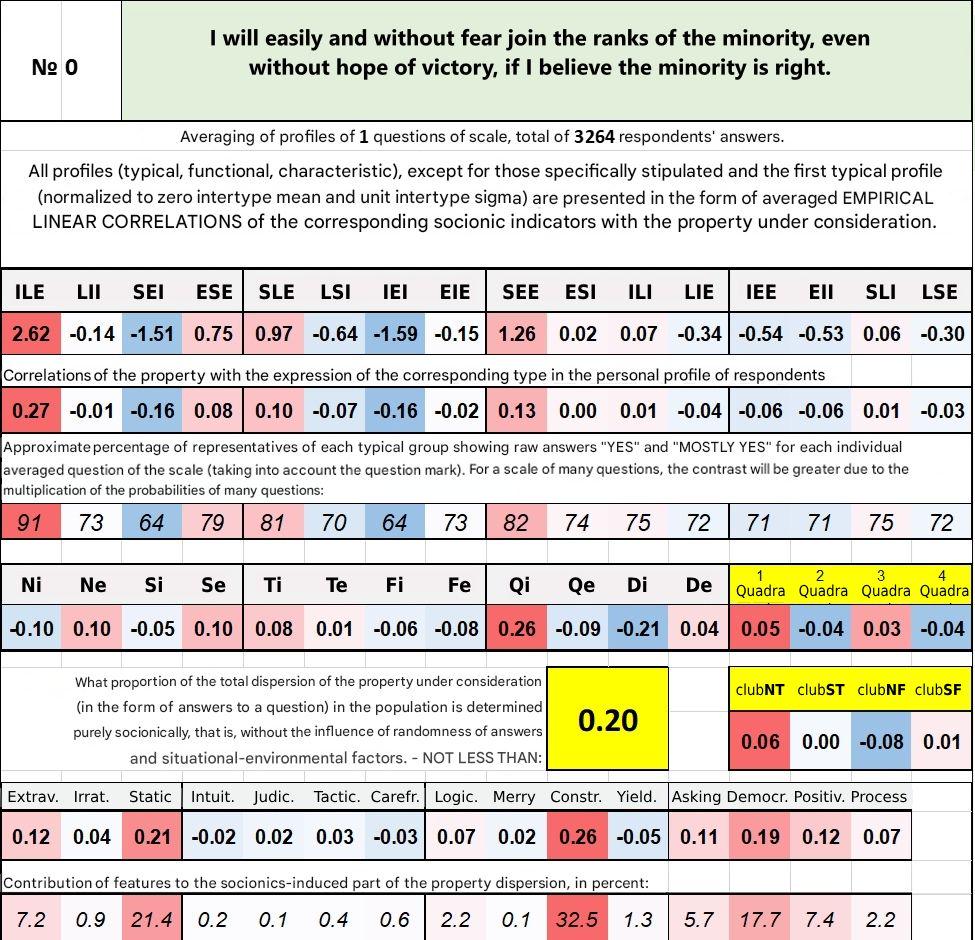 № 0
I will easily and without fear join the ranks of the minority, even
without hope of victory, if I believe the minority is right.
Averaging of profiles of 1 questions of scale, total of 3264 respondents' answers.
All profiles (typical, functional, characteristic), except for those specifically stipulated and the first typical profile
(normalized to zero intertype mean and unit intertype sigma) are presented in the form of averaged EMPIRICAL
LINEAR CORRELATIONS of the corresponding socionic indicators with the property under consideration.
ILE LII SEI ESE SLE LSI IEI EIE SEE ESI ILI LIE IEE EII SLI LSE
2.62 -0.14 -1.51 0.75 0.97 -0.64 -1.59 -0.15 1.26 0.02 0.07 -0.34 -0.54 -0.53 0.06 -0.30
Correlations of the property with the expression of the corresponding type in the personal profile of respondents
0.27 -0.01 -0.16 0.08 0.10 -0.07 -0.16 -0.02 0.13 0.00 0.01 -0.04 -0.06 -0.06 0.01 -0.03
Approximate percentage of representatives of each typical group showing raw answers "YES" and "MOSTLY YES" for each individual
averaged question of the scale (taking into account the question mark). For a scale of many questions, the contrast will be greater due to the
multiplication of the probabilities of many questions:
91 73 64 79 81 70 64 73 82 74 75 72 71 71 75 72
Ni Ne Si Se Ti Te Fi Fe Qi Qe Di De 1 Quadra 2 Quadra 3 Quadra 4 Quadra
-0.10 0.10 -0.05 0.10 0.08 0.01 -0.06 -0.08 0.26 -0.09 -0.21 0.04 0.05 -0.04 0.03 -0.04
What proportion of the total dispersion of the property under consideration
(in the form of answers to a question) in the population is determined
purely socionically, that is, without the influence of randomness of answers
and situational-environmental factors. - NOT LESS THAN:
0.20
clubNT clubST clubNF clubSF
0.06 0.00 -0.08 0.01
Extrav. Irrat. Static Intuit. Judic. Tactic. Carefr. Logic. Merry Constr. Yield. Asking Democr. Positiv. Process
0.12 0.04 0.21 -0.02 0.02 0.03 -0.03 0.07 0.02 0.26 -0.05 0.11 0.19 0.12 0.07
Contribution of features to the socionics-induced part of the property dispersion, in percent:
7.2 0.9 21.4 0.2 0.1 0.4 0.6 2.2 0.1 32.5 1.3 5.7 17.7 7.4 2.2